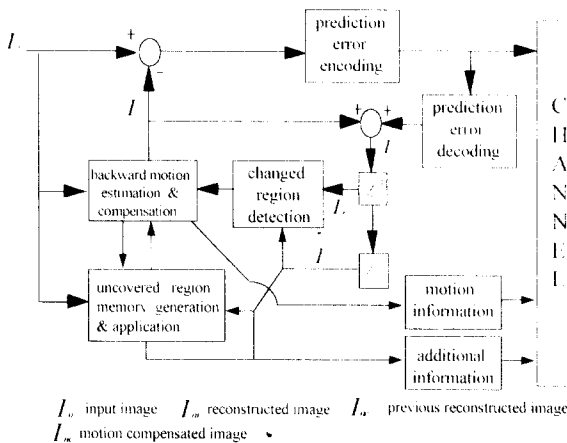 prediction
error
encoding
prediction
error
decoding
CHANNEL
backward motion
estimation &
compensation
changed
region
detection
uncovered region
memory generation
& application
motion
information
additional
information
input image
reconstructed image
previous reconstructed image
motion compensated image